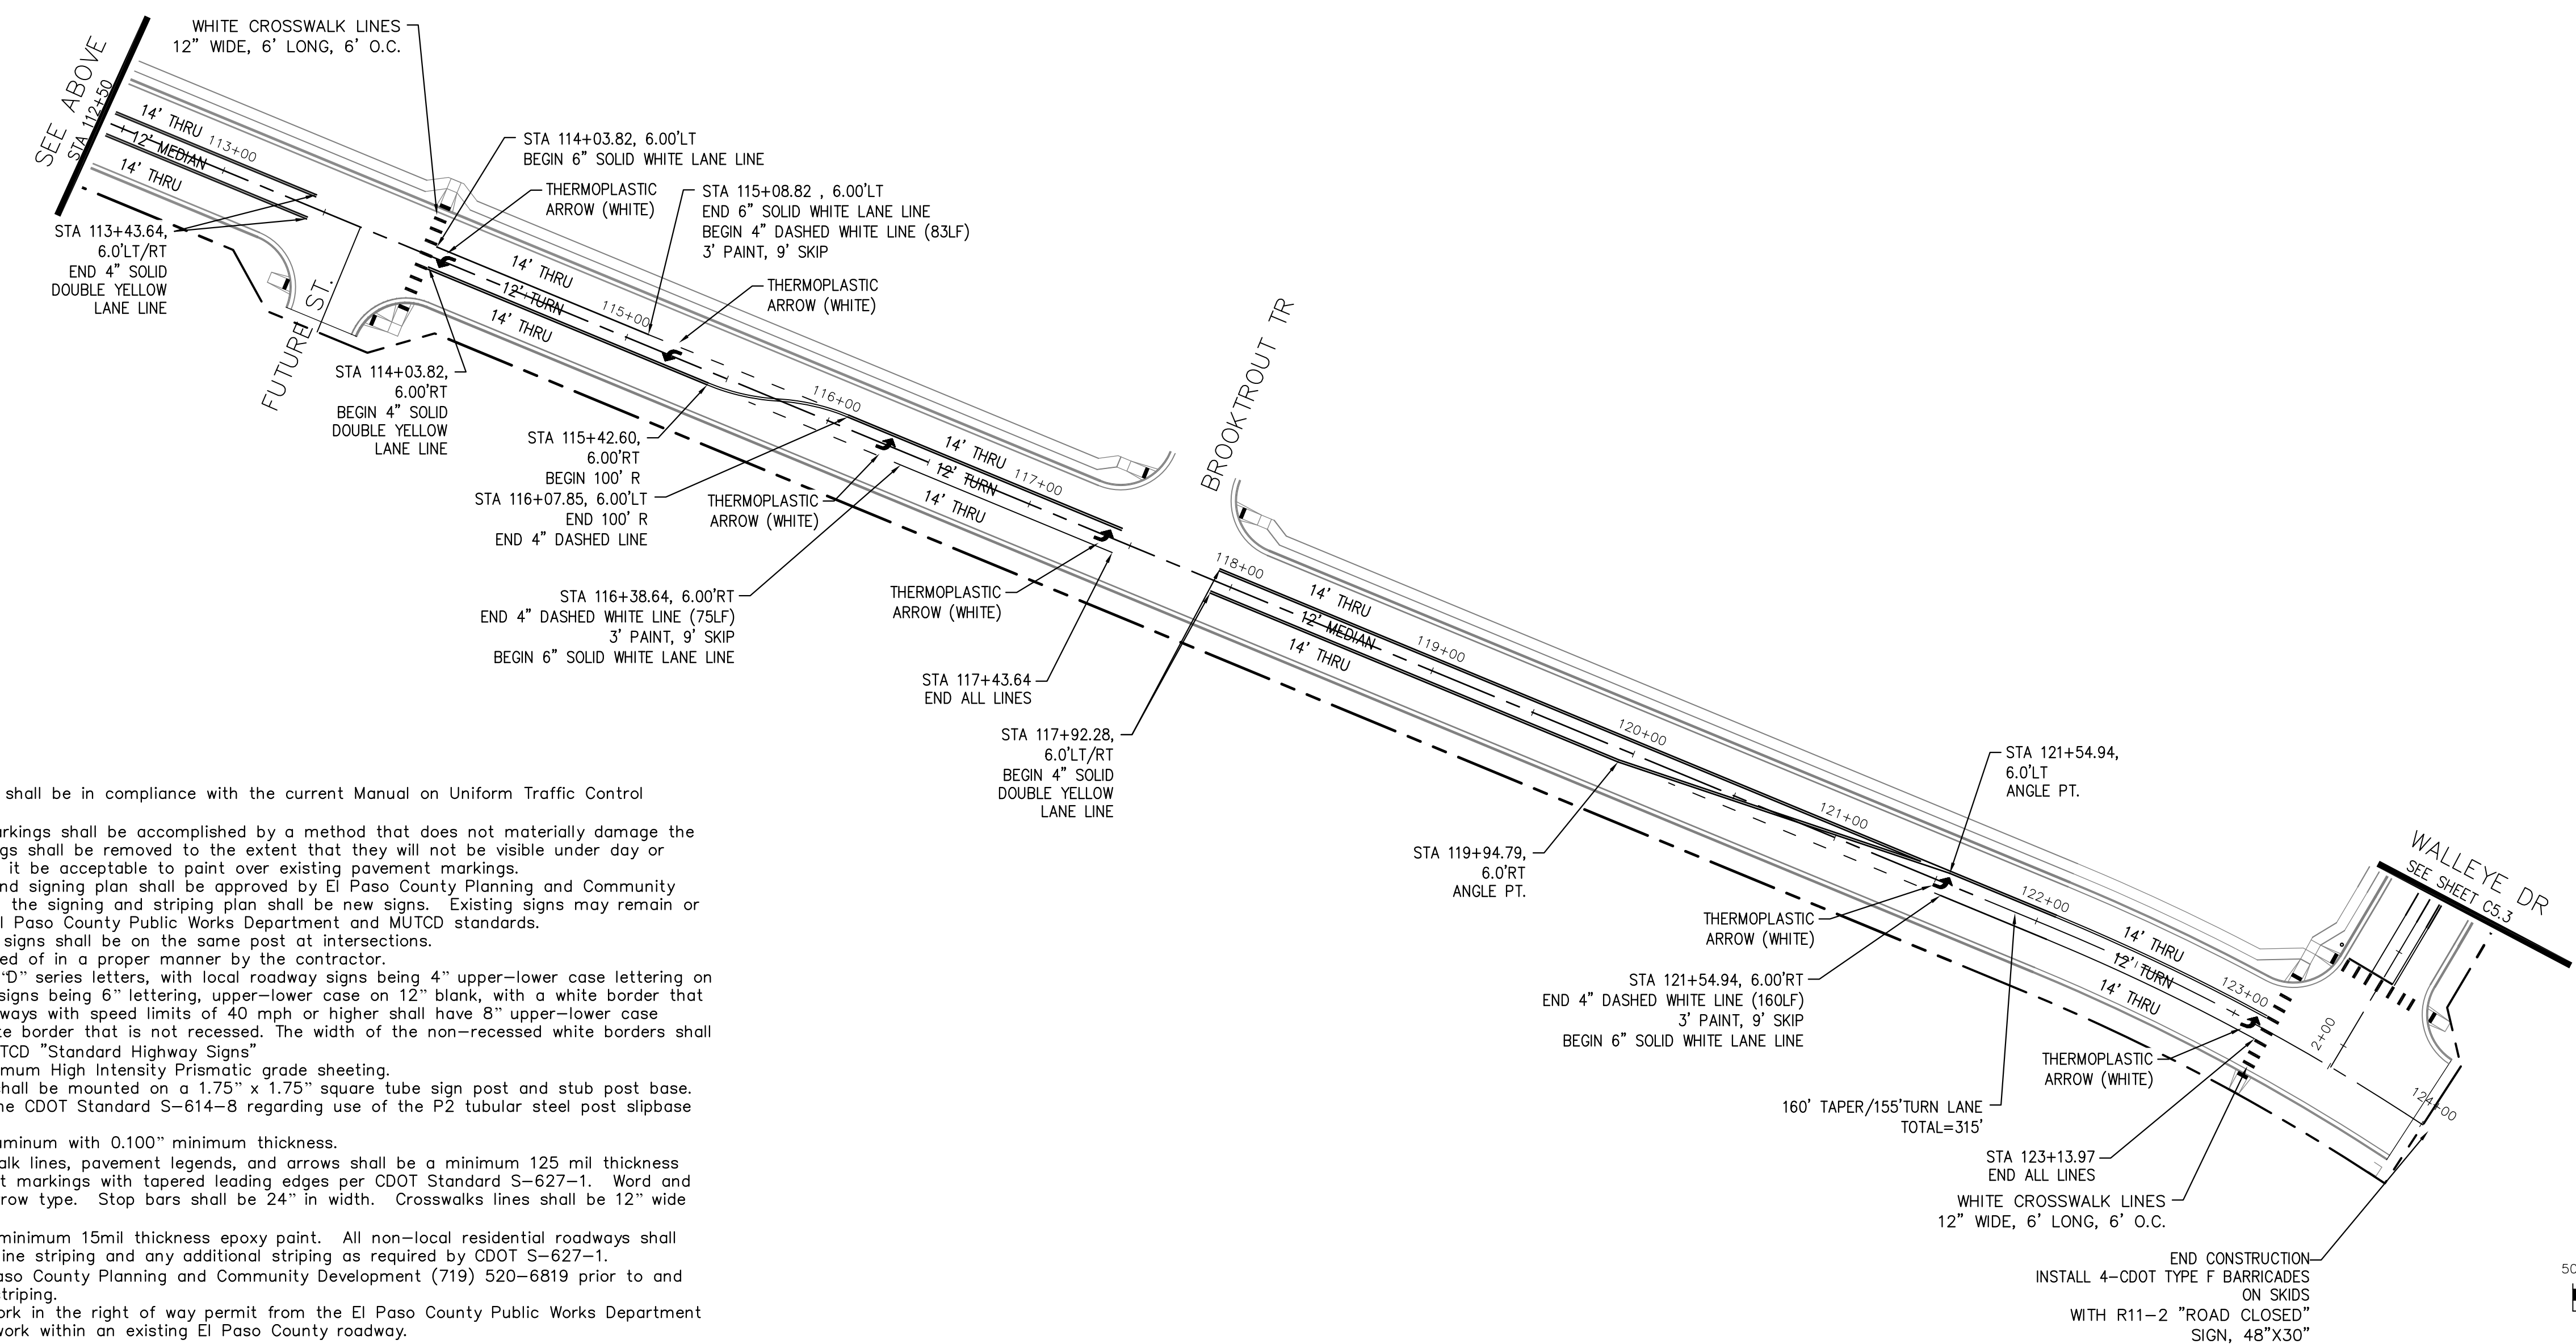 WHITE CROSSWALK LINES
12" WIDE, 6' LONG, 6' O.C.
SEE ABOVE
STA 112+50
14' THRU
12' MEDIAN
14' THRU
113+00
STA 114+03.82, 6.00'LT
BEGIN 6" SOLID WHITE LANE LINE
THERMOPLASTIC
ARROW (WHITE)
STA 115+08.82 , 6.00'LT
END 6" SOLID WHITE LANE LINE
BEGIN 4" DASHED WHITE LINE (83LF)
3' PAINT, 9' SKIP
STA 113+43.64,
6.0'LT/RT
END 4" SOLID
DOUBLE YELLOW
LANE LINE
THERMOPLASTIC
ARROW (WHITE)
14' THRU
12' TURN
14' THRU
115+00
FUTURE ST.
STA 114+03.82,
6.00'RT
BEGIN 4" SOLID
DOUBLE YELLOW
LANE LINE
116+00
BROOKTROUT TR
STA 115+42.60,
6.00'RT
BEGIN 100' R
STA 116+07.85, 6.00'LT
END 100' R
END 4" DASHED LINE
THERMOPLASTIC
ARROW (WHITE)
14' THRU
12' TURN
14' THRU
117+00
STA 116+38.64, 6.00'RT
END 4" DASHED WHITE LINE (75LF)
3' PAINT, 9' SKIP
BEGIN 6" SOLID WHITE LANE LINE
THERMOPLASTIC
ARROW (WHITE)
118+00
14' THRU
12' MEDIAN
14' THRU
119+00
STA 117+43.64
END ALL LINES
STA 117+92.28,
6.0'LT/RT
BEGIN 4" SOLID
DOUBLE YELLOW
LANE LINE
120+00
STA 121+54.94,
6.0'LT
ANGLE PT.
121+00
STA 119+94.79,
6.0'RT
ANGLE PT.
WALLEYE DR
SEE SHEET C5.3
122+00
THERMOPLASTIC
ARROW (WHITE)
14' THRU
12' TURN
14' THRU
123+00
STA 121+54.94, 6.00'RT
END 4" DASHED WHITE LINE (160LF)
3' PAINT, 9' SKIP
BEGIN 6" SOLID WHITE LANE LINE
2+00
THERMOPLASTIC
ARROW (WHITE)
124+00
160' TAPER/155'TURN LANE
TOTAL=315'
STA 123+13.97
END ALL LINES
WHITE CROSSWALK LINES
12" WIDE, 6' LONG, 6' O.C.
END CONSTRUCTION
INSTALL 4-CDOT TYPE F BARRICADES
ON SKIDS
WITH R11-2 "ROAD CLOSED"
SIGN, 48"X30"
50
shall be in compliance with the current Manual on Uniform Traffic Control
arkings shall be accomplished by a method that does not materially damage the
gs shall be removed to the extent that they will not be visible under day or
it be acceptable to paint over existing pavement markings.
nd signing plan shall be approved by El Paso County Planning and Community
the signing and striping plan shall be new signs. Existing signs may remain or
l Paso County Public Works Department and MUTCD standards.
signs shall be on the same post at intersections.
ed of in a proper manner by the contractor.
"D" series letters, with local roadway signs being 4" upper-lower case lettering on
signs being 6" lettering, upper-lower case on 12" blank, with a white border that
ways with speed limits of 40 mph or higher shall have 8" upper-lower case
te border that is not recessed. The width of the non-recessed white borders shall
TCD "Standard Highway Signs"
mum High Intensity Prismatic grade sheeting.
shall be mounted on a 1.75" x 1.75" square tube sign post and stub post base.
he CDOT Standard S-614-8 regarding use of the P2 tubular steel post slipbase
uminum with 0.100" minimum thickness.
alk lines, pavement legends, and arrows shall be a minimum 125 mil thickness
t markings with tapered leading edges per CDOT Standard S-627-1. Word and
rrow type. Stop bars shall be 24" in width. Crosswalks lines shall be 12" wide
minimum 15mil thickness epoxy paint. All non-local residential roadways shall
ine striping and any additional striping as required by CDOT S-627-1.
aso County Planning and Community Development (719) 520-6819 prior to and
striping.
ork in the right of way permit from the El Paso County Public Works Department
work within an existing El Paso County roadway.